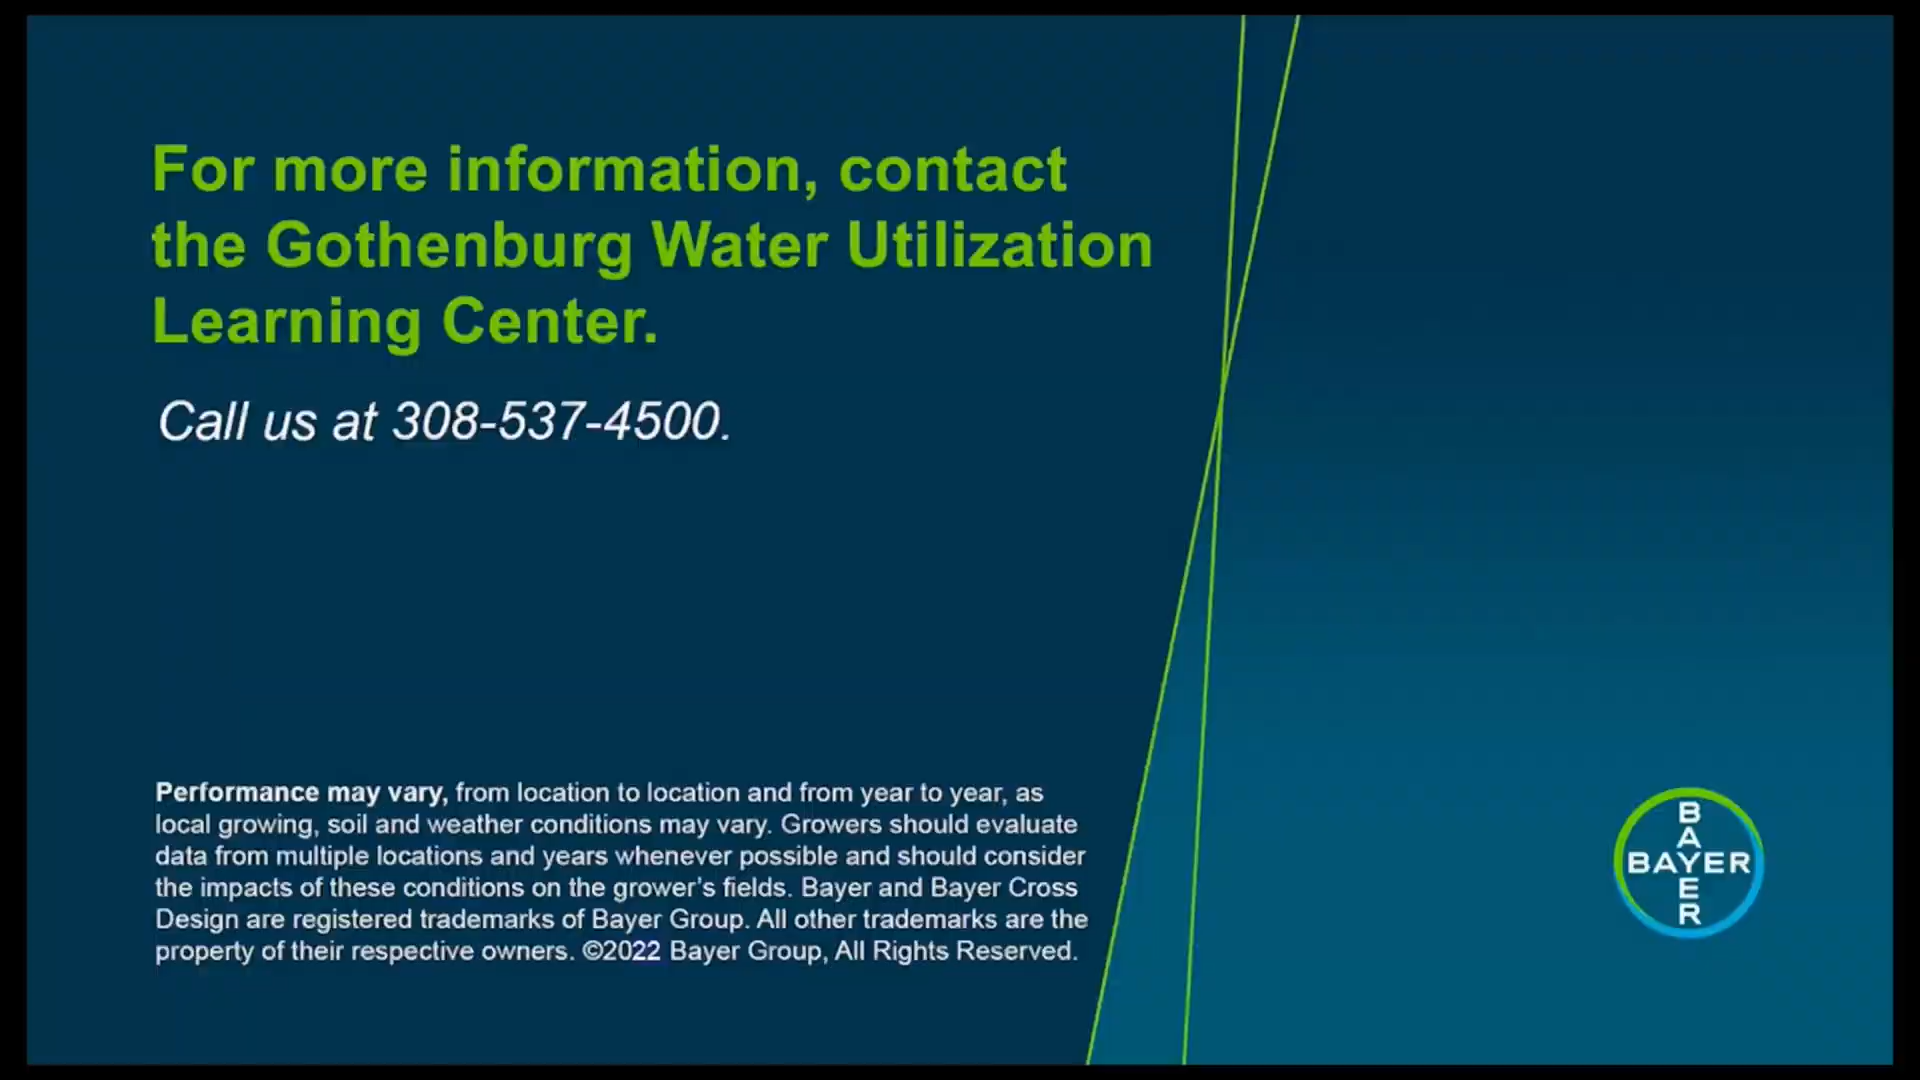 For more information, contact
the Gothenburg Water Utilization
Learning Center.
Call us at 308-537-4500.
Performance may vary, from location to location and from year to year, as
local growing, soil and weather conditions may vary. Growers should evaluate
data from multiple locations and years whenever possible and should consider
the impacts of these conditions on the grower’s fields. Bayer and Bayer Cross
Design are registered trademarks of Bayer Group. All other trademarks are the
property of their respective owners. ©2022 Bayer Group, All Rights Reserved.
BAYER
BAYER